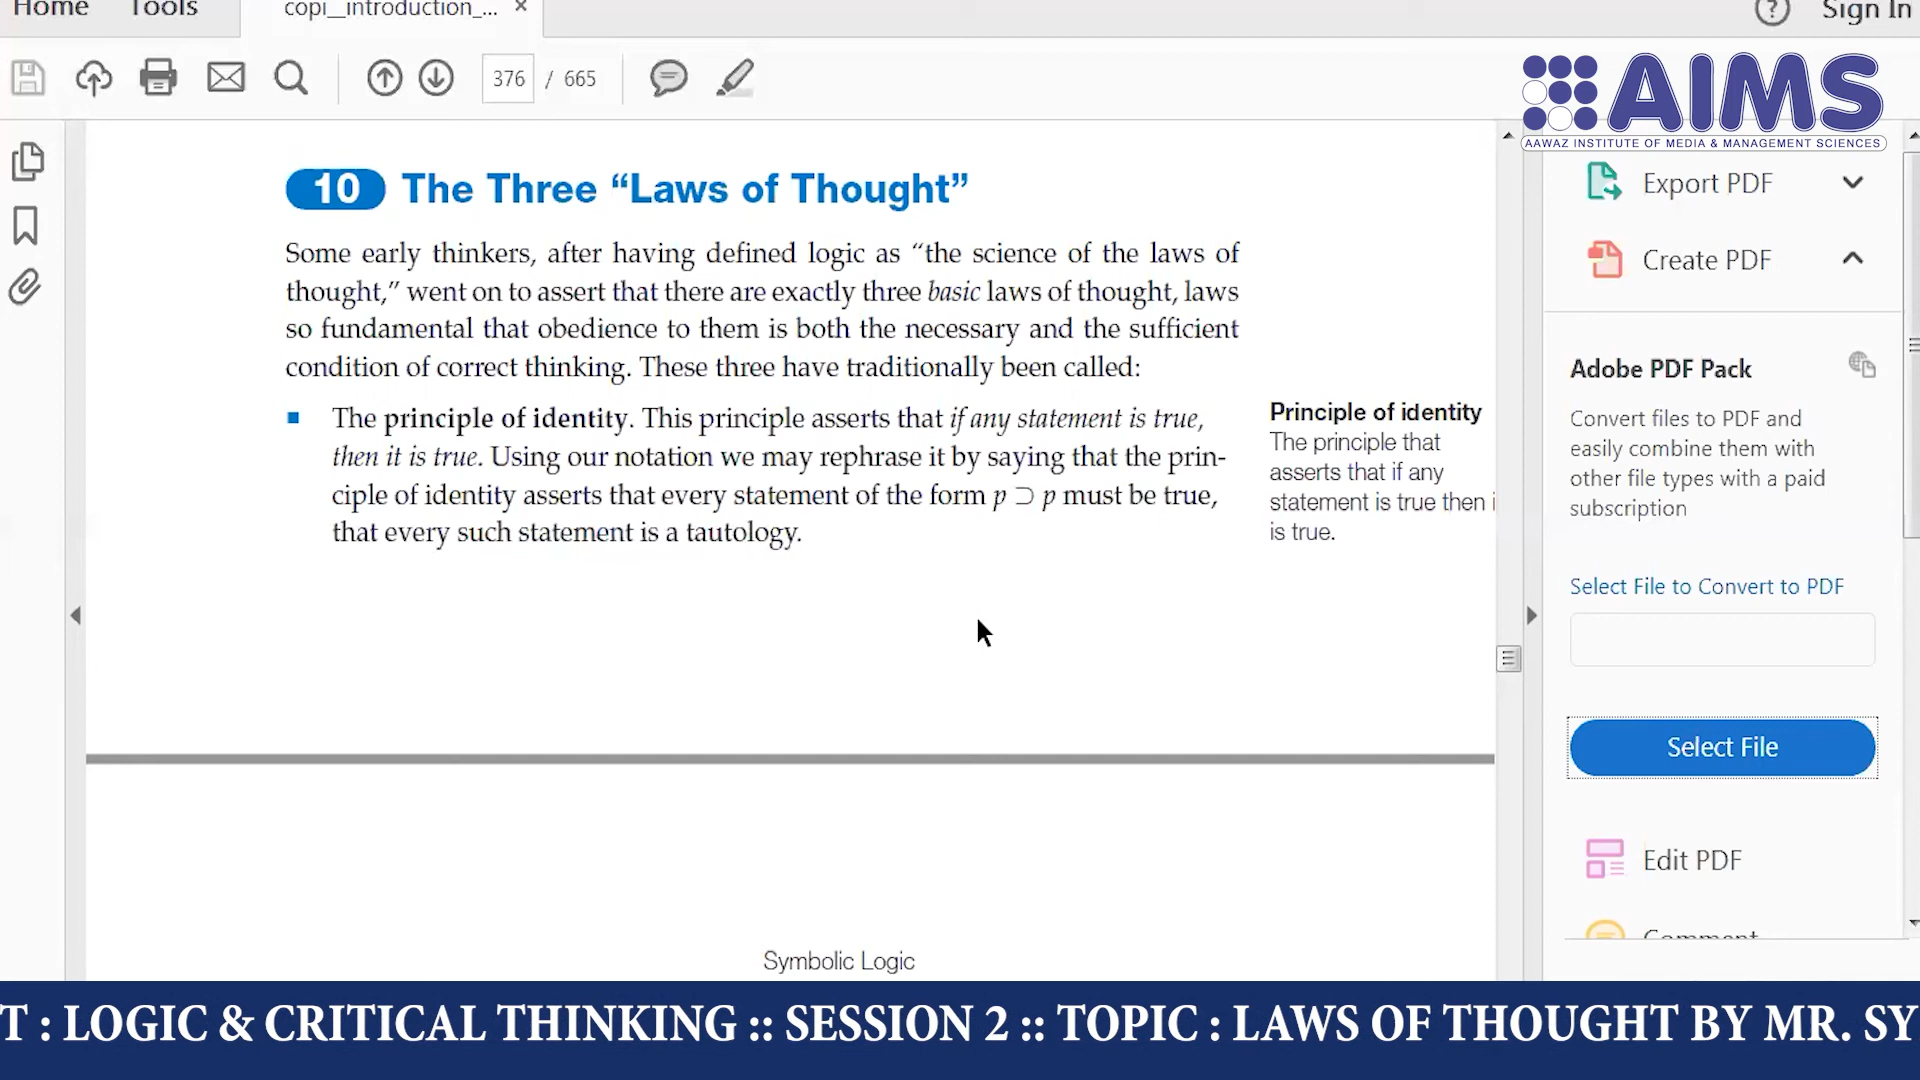 Home Tools copi__introduction_... × ? Sign In
376 / 665
AIMS
AAWAZ INSTITUTE OF MEDIA & MANAGEMENT SCIENCES
10 The Three “Laws of Thought”
Some early thinkers, after having defined logic as “the science of the laws of
thought,” went on to assert that there are exactly three basic laws of thought, laws
so fundamental that obedience to them is both the necessary and the sufficient
condition of correct thinking. These three have traditionally been called:
■ The principle of identity. This principle asserts that if any statement is true,
then it is true. Using our notation we may rephrase it by saying that the prin-
ciple of identity asserts that every statement of the form p ⊃ p must be true,
that every such statement is a tautology.
Principle of identity
The principle that
asserts that if any
statement is true then i
is true.
Symbolic Logic
Export PDF
Create PDF
Adobe PDF Pack
Convert files to PDF and
easily combine them with
other file types with a paid
subscription
Select File to Convert to PDF
Select File
Edit PDF
Comment
T : LOGIC & CRITICAL THINKING :: SESSION 2 :: TOPIC : LAWS OF THOUGHT BY MR. SY